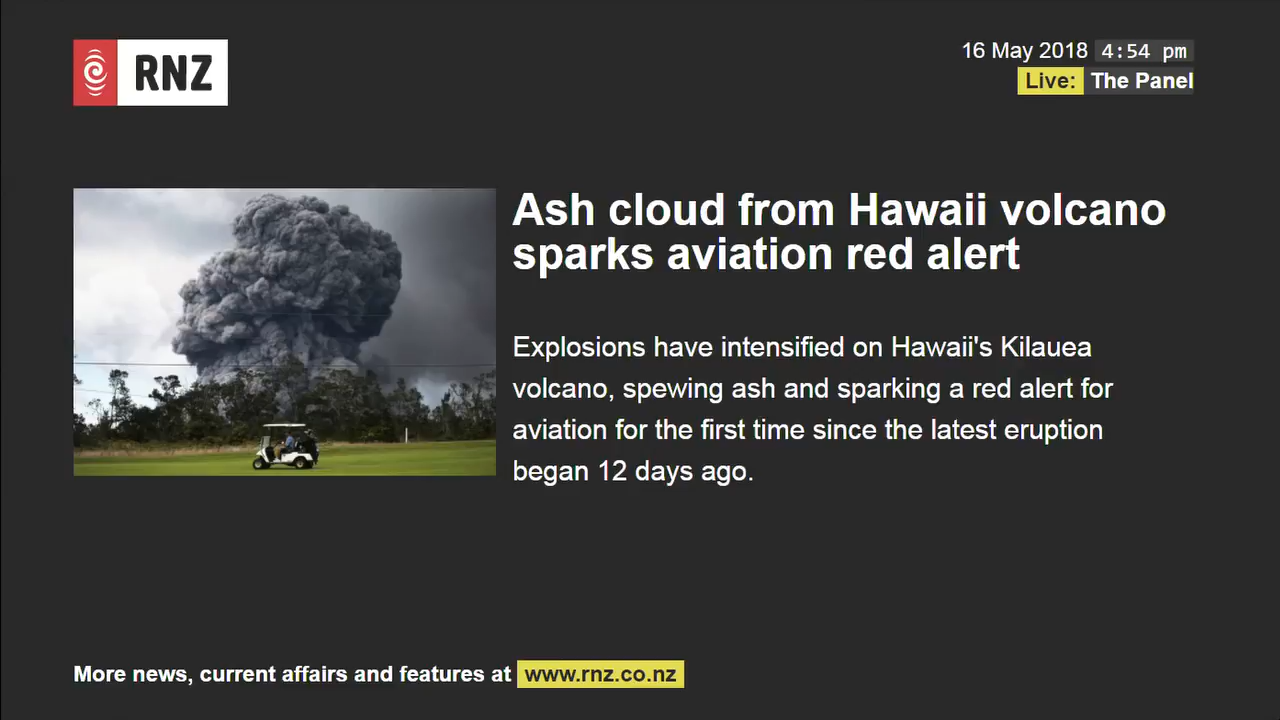 RNZ
16 May 2018 4:54 pm
Live: The Panel
Ash cloud from Hawaii volcano
sparks aviation red alert
Explosions have intensified on Hawaii's Kilauea
volcano, spewing ash and sparking a red alert for
aviation for the first time since the latest eruption
began 12 days ago.
More news, current affairs and features at www.rnz.co.nz